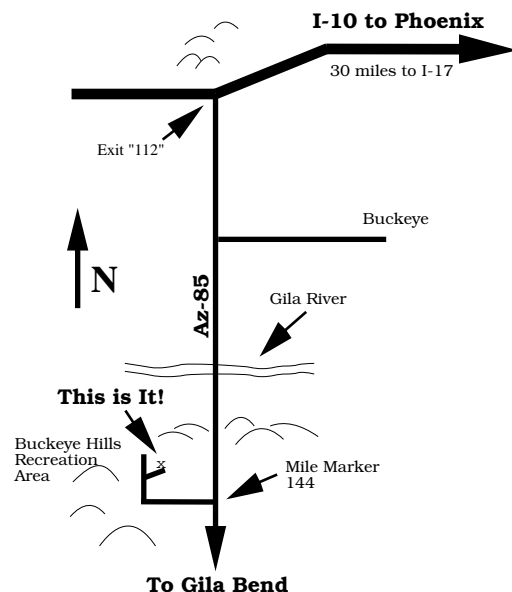 I-10 to Phoenix
30 miles to I-17
Exit "112"
Buckeye
N
Az-85
Gila River
This is It!
Buckeye Hills
Recreation
Area
x
Mile Marker
144
To Gila Bend